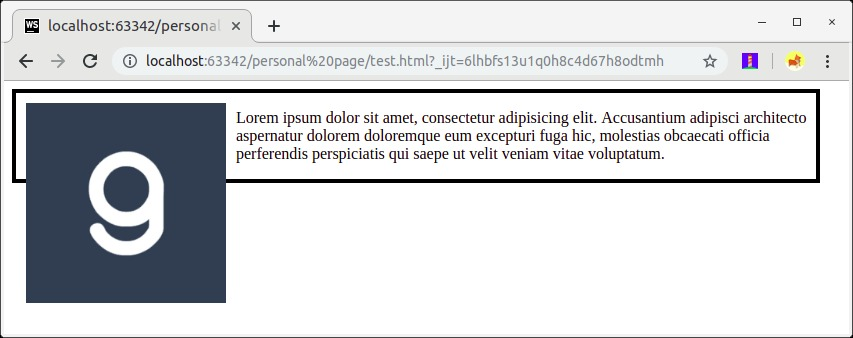 WS localhost:63342/personal
localhost:63342/personal%20page/test.html?_ijt=6lhbfs13u1q0h8c4d67h8odtmh
g
Lorem ipsum dolor sit amet, consectetur adipisicing elit. Accusantium adipisci architecto
aspernatur dolorem doloremque eum excepturi fuga hic, molestias obcaecati officia
perferendis perspiciatis qui saepe ut velit veniam vitae voluptatum.